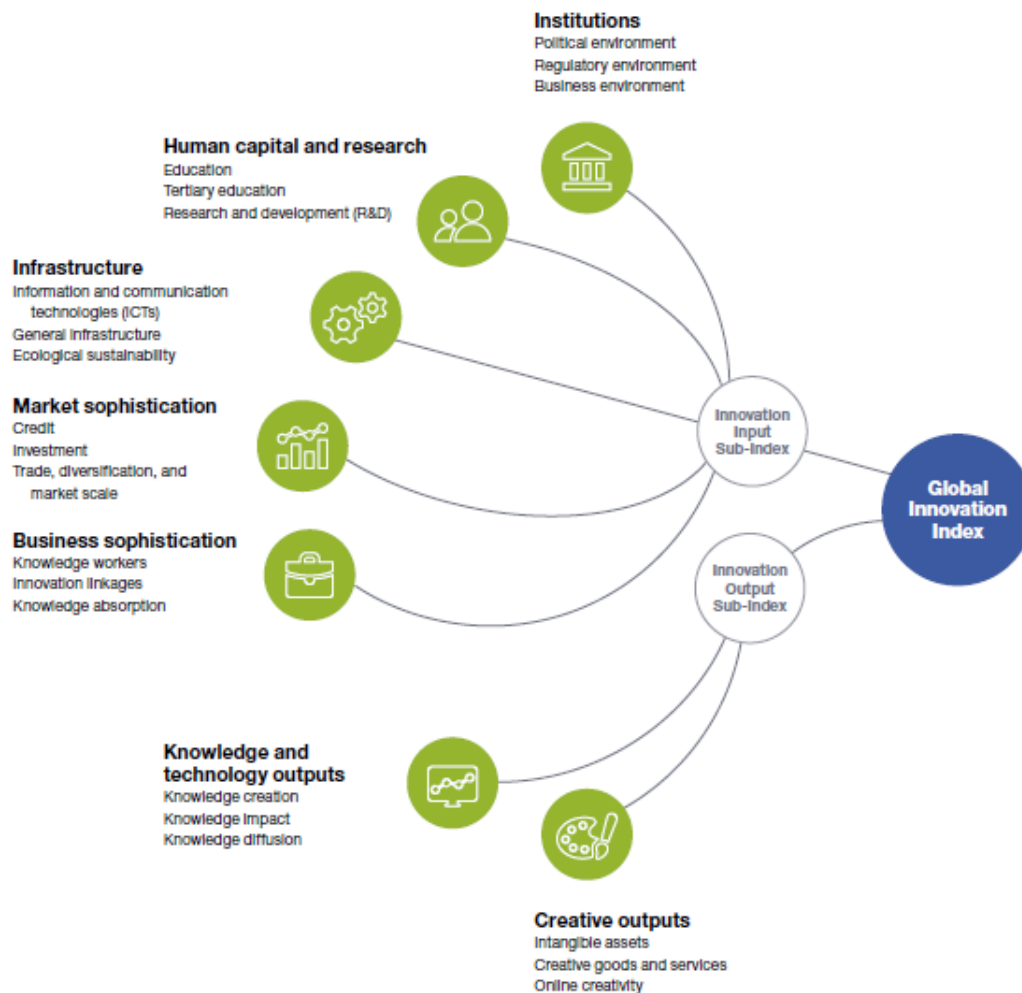 Institutions
Political environment
Regulatory environment
Business environment
Human capital and research
Education
Tertiary education
Research and development (R&D)
Infrastructure
Information and communication
technologies (ICTs)
General infrastructure
Ecological sustainability
Market sophistication
Credit
Investment
Trade, diversification, and
market scale
Business sophistication
Knowledge workers
Innovation linkages
Knowledge absorption
Innovation
Input
Sub-Index
Global
Innovation
Index
Innovation
Output
Sub-Index
Knowledge and
technology outputs
Knowledge creation
Knowledge impact
Knowledge diffusion
Creative outputs
Intangible assets
Creative goods and services
Online creativity